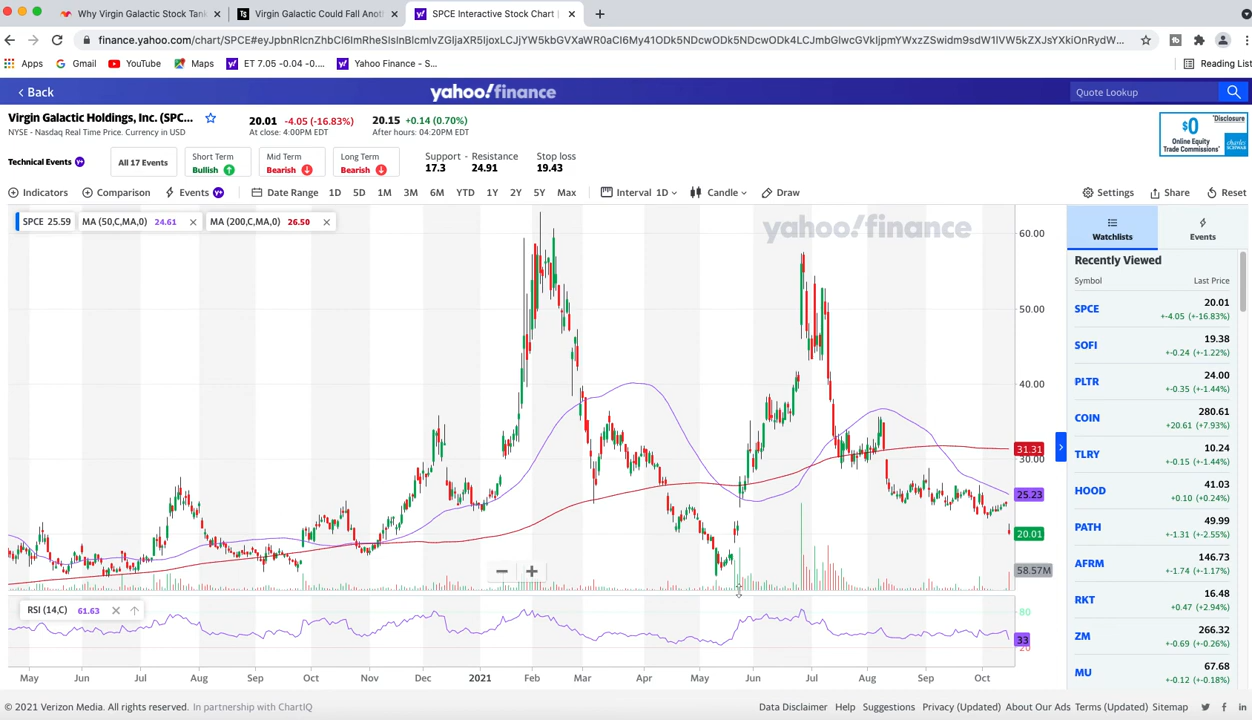 Why Virgin Galactic Stock Tank
Virgin Galactic Could Fall Anoth
SPCE Interactive Stock Chart |
finance.yahoo.com/chart/SPCE#
Apps Gmail YouTube Maps ET 7.05 -0.04 -0.... Yahoo Finance - S... Reading List
Back yahoo!finance Quote Lookup
Virgin Galactic Holdings, Inc. (SPC... 20.01 -4.05 (-16.83%) 20.15 +0.14 (0.70%)
NYSE - Nasdaq Real Time Price. Currency in USD At close: 4:00PM EDT After hours: 04:20PM EDT
$0 Online Equity Trade Commissions* *Disclosure charles SCHWAB
Technical Events Y+ All 17 Events Short Term Bullish Mid Term Bearish Long Term Bearish
Support - Resistance Stop loss
17.3 24.91 19.43
Indicators Comparison Events Y+ Date Range 1D 5D 1M 3M 6M YTD 1Y 2Y 5Y Max Interval 1D Candle Draw Settings Share Reset
SPCE 25.59 MA (50,C,MA,0) 24.61 MA (200,C,MA,0) 26.50
yahoo!finance
60.00
50.00
40.00
31.31
30.00
25.23
20.01
58.57M
RSI (14,C) 61.63
80
33
20
May Jun Jul Aug Sep Oct Nov Dec 2021 Feb Mar Apr May Jun Jul Aug Sep Oct
Watchlists Events
Recently Viewed
Symbol Last Price
SPCE 20.01
+-4.05 (+-16.83%)
SOFI 19.38
+-0.24 (+-1.22%)
PLTR 24.00
+-0.35 (+-1.44%)
COIN 280.61
+20.61 (+7.93%)
TLRY 10.24
+-0.15 (+-1.44%)
HOOD 41.03
+0.10 (+0.24%)
PATH 49.99
+-1.31 (+-2.55%)
AFRM 146.73
+-1.74 (+-1.17%)
RKT 16.48
+0.47 (+2.94%)
ZM 266.32
+-0.69 (+-0.26%)
MU 67.68
+-0.12 (+-0.18%)
© 2021 Verizon Media. All rights reserved. In partnership with ChartIQ Data Disclaimer Help Suggestions Privacy (Updated) About Our Ads Terms (Updated) Sitemap